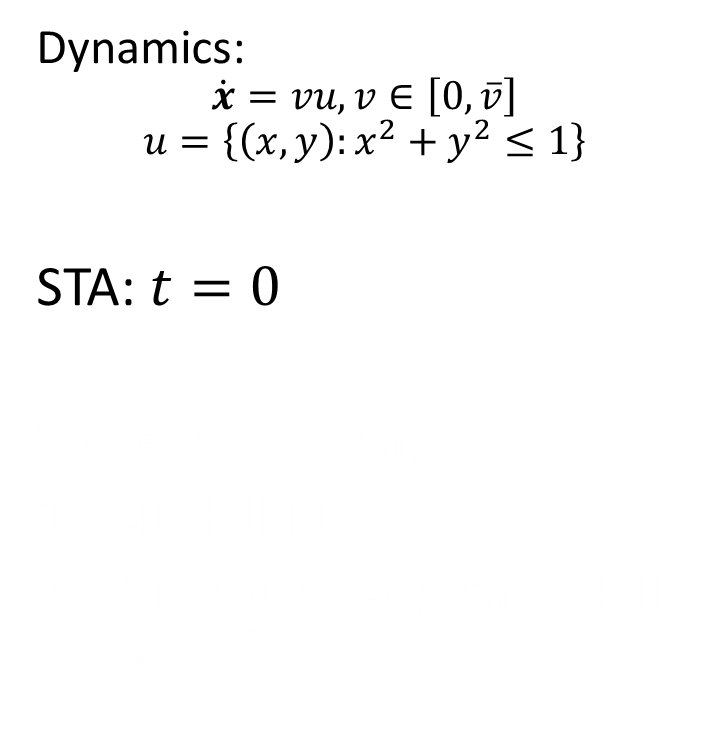 Dynamics:
ẋ = vu, v ∈ [0, v̄]
u = {(x, y): x² + y² ≤ 1}
STA: t = 0